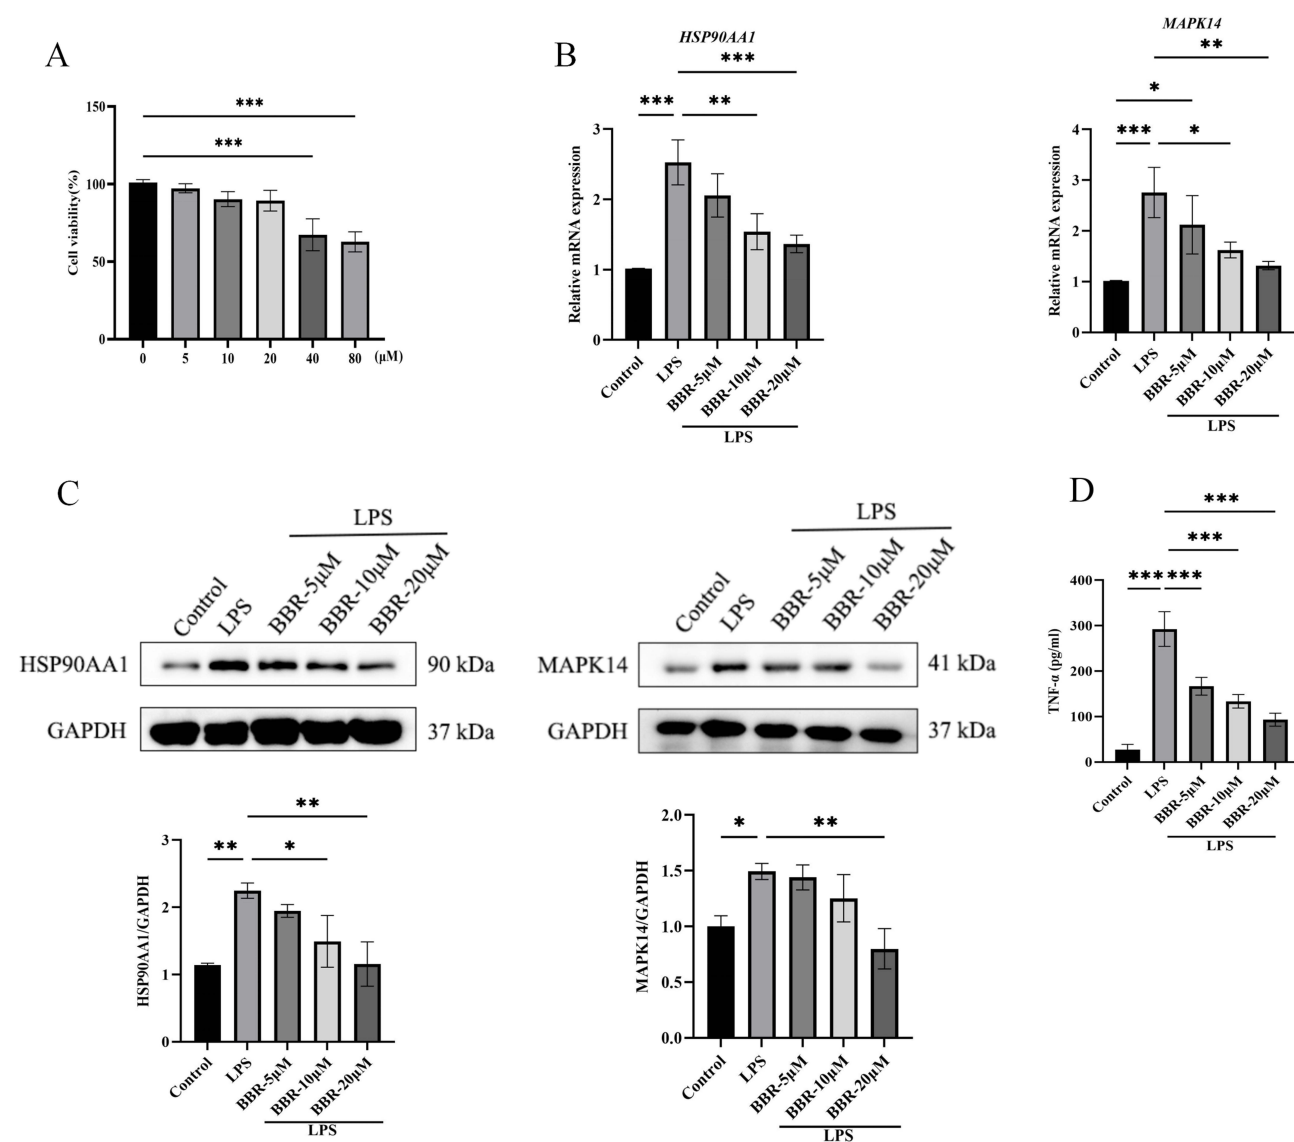 A
***
***
Cell viability(%)
150
100
50
0
0 5 10 20 40 80 (μM)
B
HSP90AA1
***
*** **
Relative mRNA expression
3
2
1
0
Control LPS BBR-5μM BBR-10μM BBR-20μM
LPS
MAPK14
**
*
*** *
Relative mRNA expression
4
3
2
1
0
Control LPS BBR-5μM BBR-10μM BBR-20μM
LPS
C
LPS
Control LPS BBR-5μM BBR-10μM BBR-20μM
HSP90AA1 90 kDa
GAPDH 37 kDa
LPS
Control LPS BBR-5μM BBR-10μM BBR-20μM
MAPK14 41 kDa
GAPDH 37 kDa
**
** *
HSP90AA1/GAPDH
3
2
1
0
Control LPS BBR-5μM BBR-10μM BBR-20μM
LPS
* **
MAPK14/GAPDH
2.0
1.5
1.0
0.5
0.0
Control LPS BBR-5μM BBR-10μM BBR-20μM
LPS
D
***
***
*** ***
TNF-α (pg/ml)
400
300
200
100
0
Control LPS BBR-5μM BBR-10μM BBR-20μM
LPS